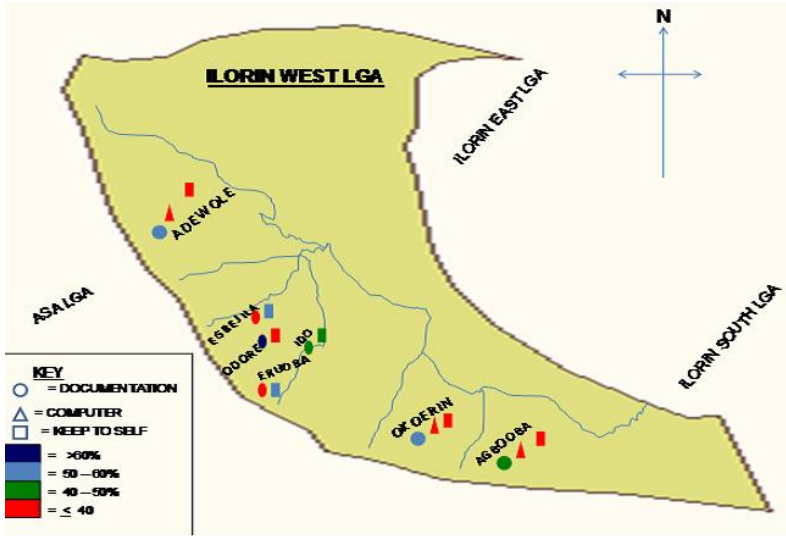 N
ILORIN WEST LGA
ILORIN EAST LGA
ADEWOLE
ASA LGA
EGBEJILA
ODORE
IDO
ERUOBA
ILORIN SOUTH LGA
OKOERIN
AGBOOBA
KEY
= DOCUMENTATION
= COMPUTER
= KEEP TO SELF
= >60%
= 50 – 60%
= 40 – 50%
= ≤ 40